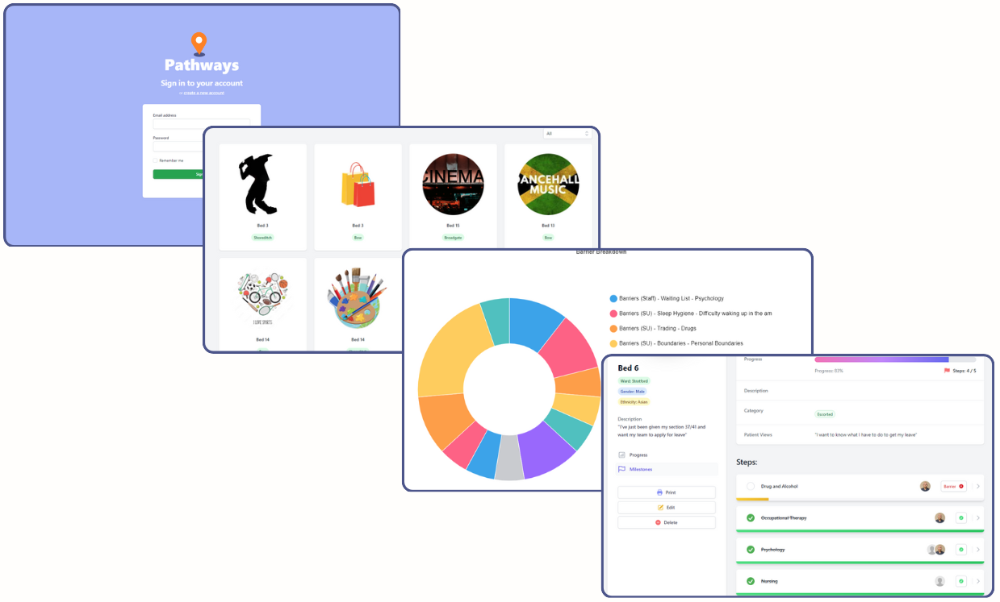 Pathways
Sign in to your account
or create a new account
Email address
Password
Remember me
Sign
All
Bed 3
Shoreditch
Bed 3
Bow
CINEMA
Bed 15
Broadgate
DANCEHALL
MUSIC
Bed 13
Bow
I LOVE SPORTS
Bed 14
Bed 14
Barrier Breakdown
Barriers (Staff) - Waiting List - Psychology
Barriers (SU) - Sleep Hygiene - Difficulty waking up in the am
Barriers (SU) - Trading - Drugs
Barriers (SU) - Boundaries - Personal Boundaries
Bed 6
Ward: Stratford
Gender: Male
Ethnicity: Asian
Description
"I've just been given my section 37/41 and
want my team to apply for leave"
Progress
Milestones
Print
Edit
Delete
Progress
Progress: 83%
Steps: 4 / 5
Description
Category
Escorted
Patient Views
"I want to know what I have to do to get my leave"
Steps:
Drug and Alcohol
Barrier
Occupational Therapy
Psychology
Nursing